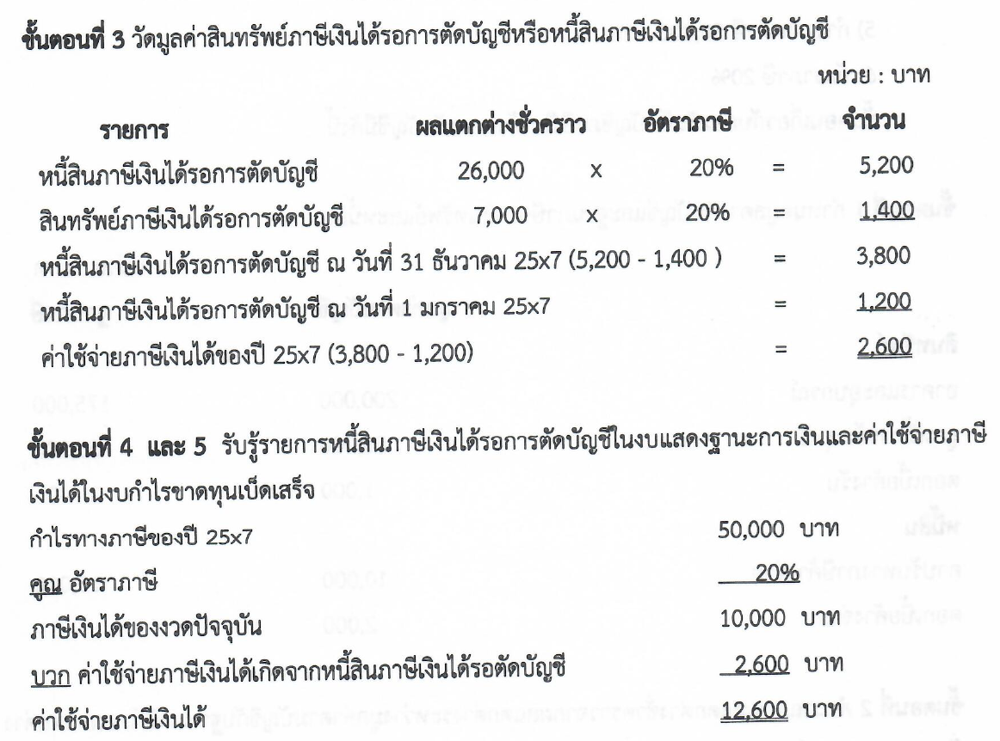 ขั้นตอนที่ 3 วัดมูลค่าสินทรัพย์ภาษีเงินได้รอการตัดบัญชีหรือหนี้สินภาษีเงินได้รอการตัดบัญชี
หน่วย : บาท
รายการ ผลแตกต่างชั่วคราว อัตราภาษี จำนวน
หนี้สินภาษีเงินได้รอการตัดบัญชี 26,000 x 20% = 5,200
สินทรัพย์ภาษีเงินได้รอการตัดบัญชี 7,000 x 20% = 1,400
หนี้สินภาษีเงินได้รอการตัดบัญชี ณ วันที่ 31 ธันวาคม 25x7 (5,200 - 1,400 ) = 3,800
หนี้สินภาษีเงินได้รอการตัดบัญชี ณ วันที่ 1 มกราคม 25x7 = 1,200
ค่าใช้จ่ายภาษีเงินได้ของปี 25x7 (3,800 - 1,200) = 2,600
ขั้นตอนที่ 4 และ 5 รับรู้รายการหนี้สินภาษีเงินได้รอการตัดบัญชีในงบแสดงฐานะการเงินและค่าใช้จ่ายภาษี
เงินได้ในงบกำไรขาดทุนเบ็ดเสร็จ
กำไรทางภาษีของปี 25x7 50,000 บาท
คูณ อัตราภาษี 20%
ภาษีเงินได้ของงวดปัจจุบัน 10,000 บาท
บวก ค่าใช้จ่ายภาษีเงินได้เกิดจากหนี้สินภาษีเงินได้รอตัดบัญชี 2,600 บาท
ค่าใช้จ่ายภาษีเงินได้ 12,600 บาท